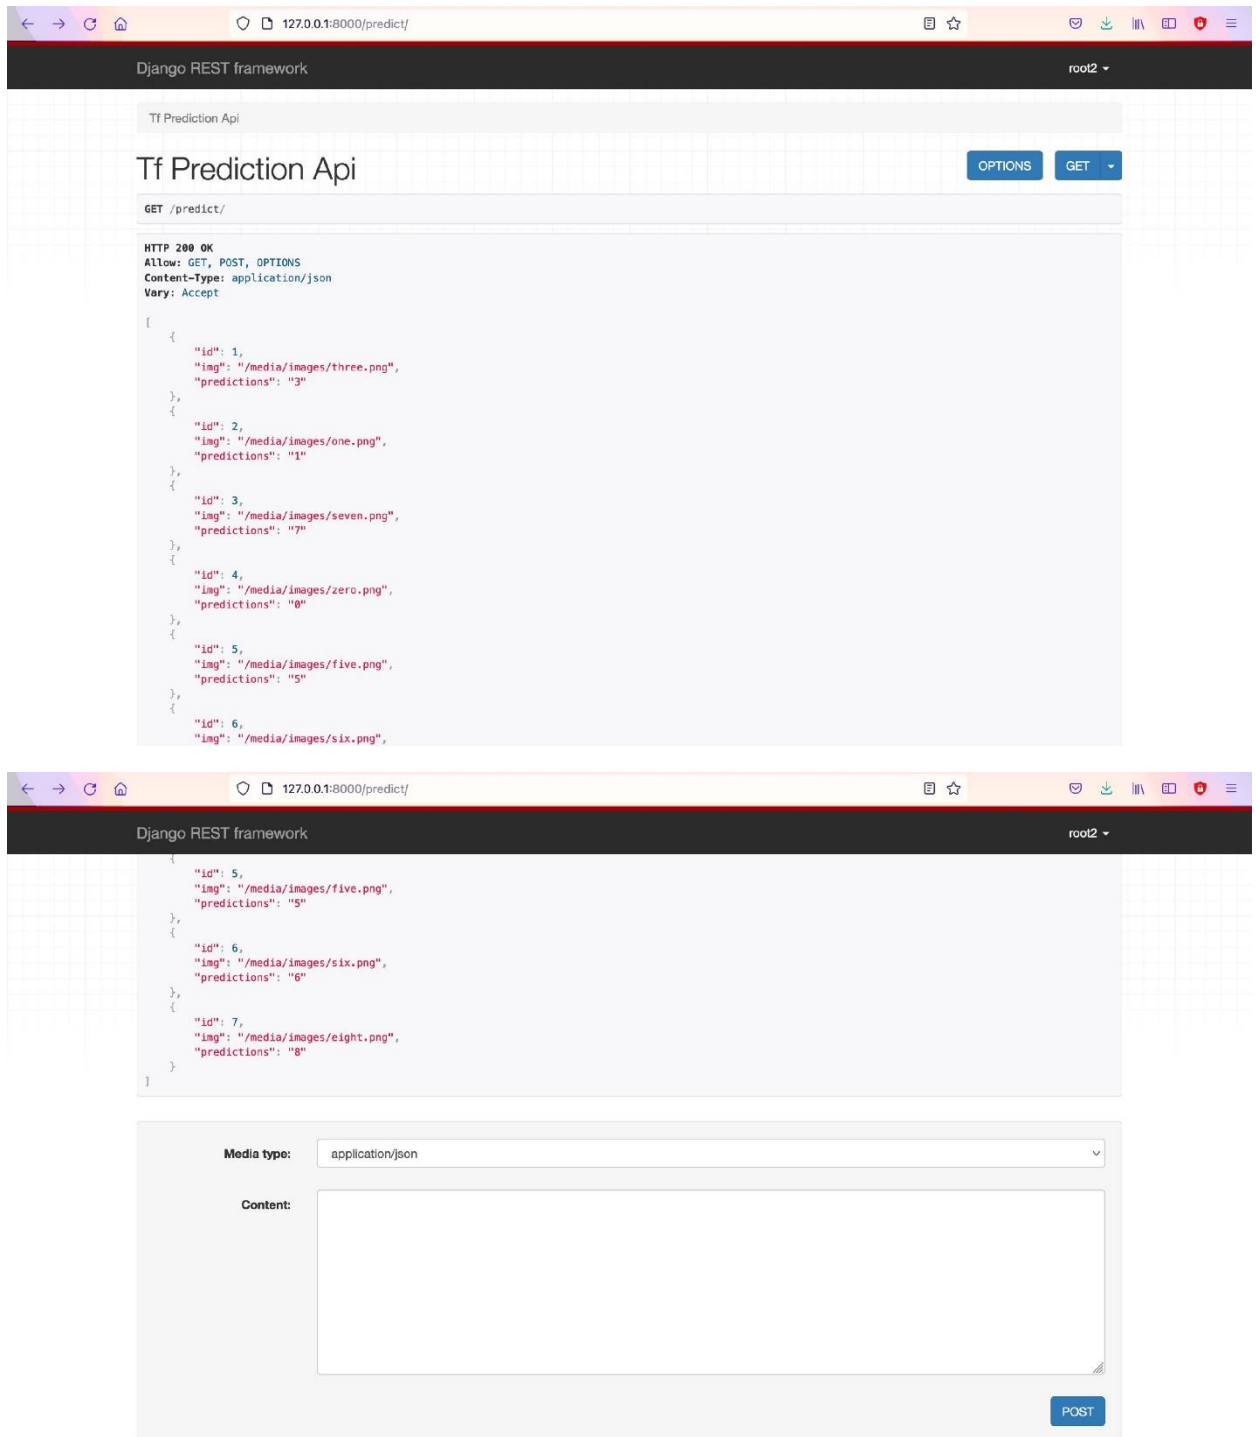 127.0.0.1:8000/predict/
Django REST framework
root2
Tf Prediction Api
Tf Prediction Api
OPTIONS
GET
GET /predict/
HTTP 200 OK
Allow: GET, POST, OPTIONS
Content-Type: application/json
Vary: Accept
[
{
"id": 1,
"img": "/media/images/three.png",
"predictions": "3"
},
{
"id": 2,
"img": "/media/images/one.png",
"predictions": "1"
},
{
"id": 3,
"img": "/media/images/seven.png",
"predictions": "7"
},
{
"id": 4,
"img": "/media/images/zero.png",
"predictions": "0"
},
{
"id": 5,
"img": "/media/images/five.png",
"predictions": "5"
},
{
"id": 6,
"img": "/media/images/six.png",
127.0.0.1:8000/predict/
Django REST framework
root2
{
"id": 5,
"img": "/media/images/five.png",
"predictions": "5"
},
{
"id": 6,
"img": "/media/images/six.png",
"predictions": "6"
},
{
"id": 7,
"img": "/media/images/eight.png",
"predictions": "8"
}
]
Media type:
application/json
Content:
POST